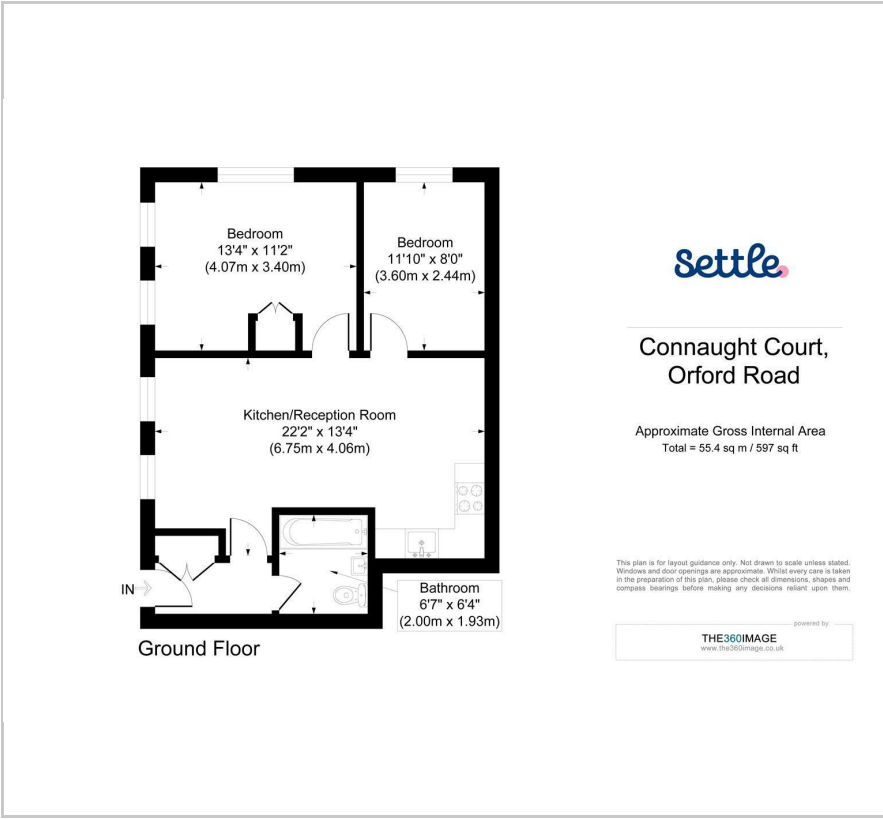 Bedroom
13'4" x 11'2"
(4.07m x 3.40m)
Bedroom
11'10" x 8'0"
(3.60m x 2.44m)
Kitchen/Reception Room
22'2" x 13'4"
(6.75m x 4.06m)
IN
Bathroom
6'7" x 6'4"
(2.00m x 1.93m)
Ground Floor
Settle
Connaught Court,
Orford Road
Approximate Gross Internal Area
Total = 55.4 sq m / 597 sq ft
This plan is for layout guidance only. Not drawn to scale unless stated.
Windows and door openings are approximate. Whilst every care is taken
in the preparation of this plan, please check all dimensions, shapes and
compass bearings before making any decisions reliant upon them.
powered by
THE360IMAGE
www.the360image.co.uk